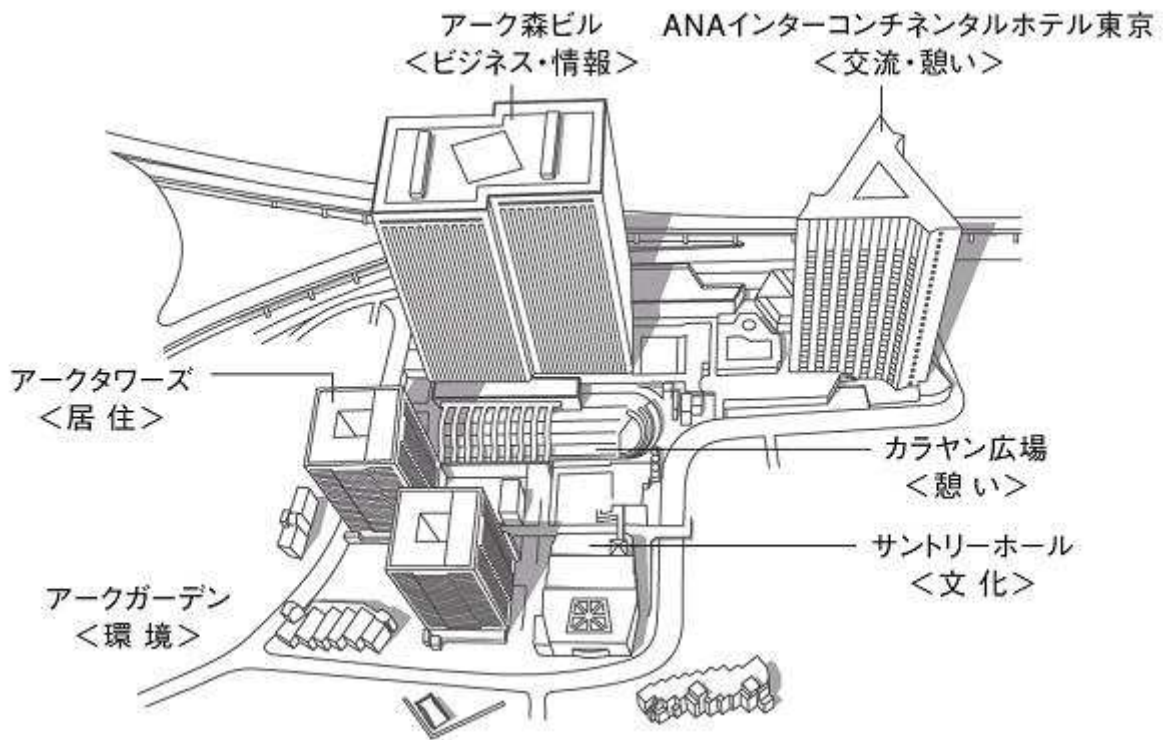 アーク森ビル
＜ビジネス・情報＞
ANAインターコンチネンタルホテル東京
＜交流・憩い＞
アークタワーズ
＜居 住＞
カラヤン広場
＜憩 い＞
サントリーホール
＜文 化＞
アークガーデン
＜環 境＞